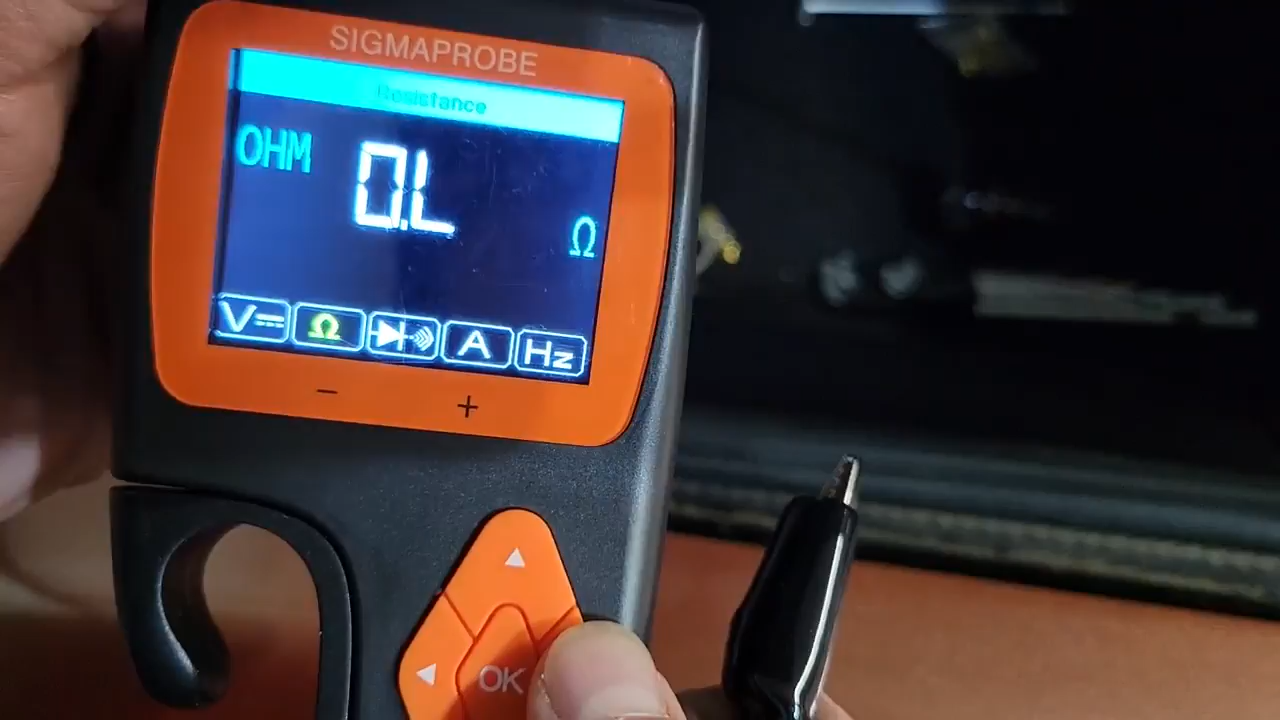 SIGMAPROBE
Resistance
OHM 0.L Ω
V Ω A Hz
− +
OK